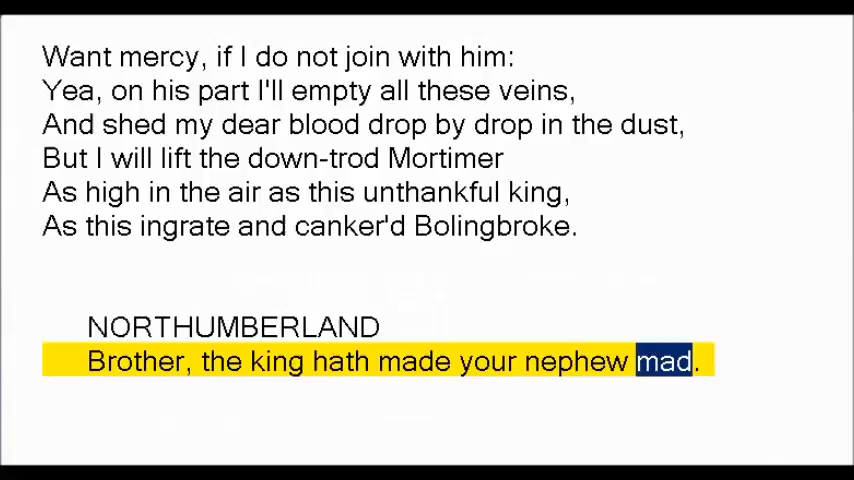 Want mercy, if I do not join with him:
Yea, on his part I'll empty all these veins,
And shed my dear blood drop by drop in the dust,
But I will lift the down-trod Mortimer
As high in the air as this unthankful king,
As this ingrate and canker'd Bolingbroke.
NORTHUMBERLAND
Brother, the king hath made your nephew mad.